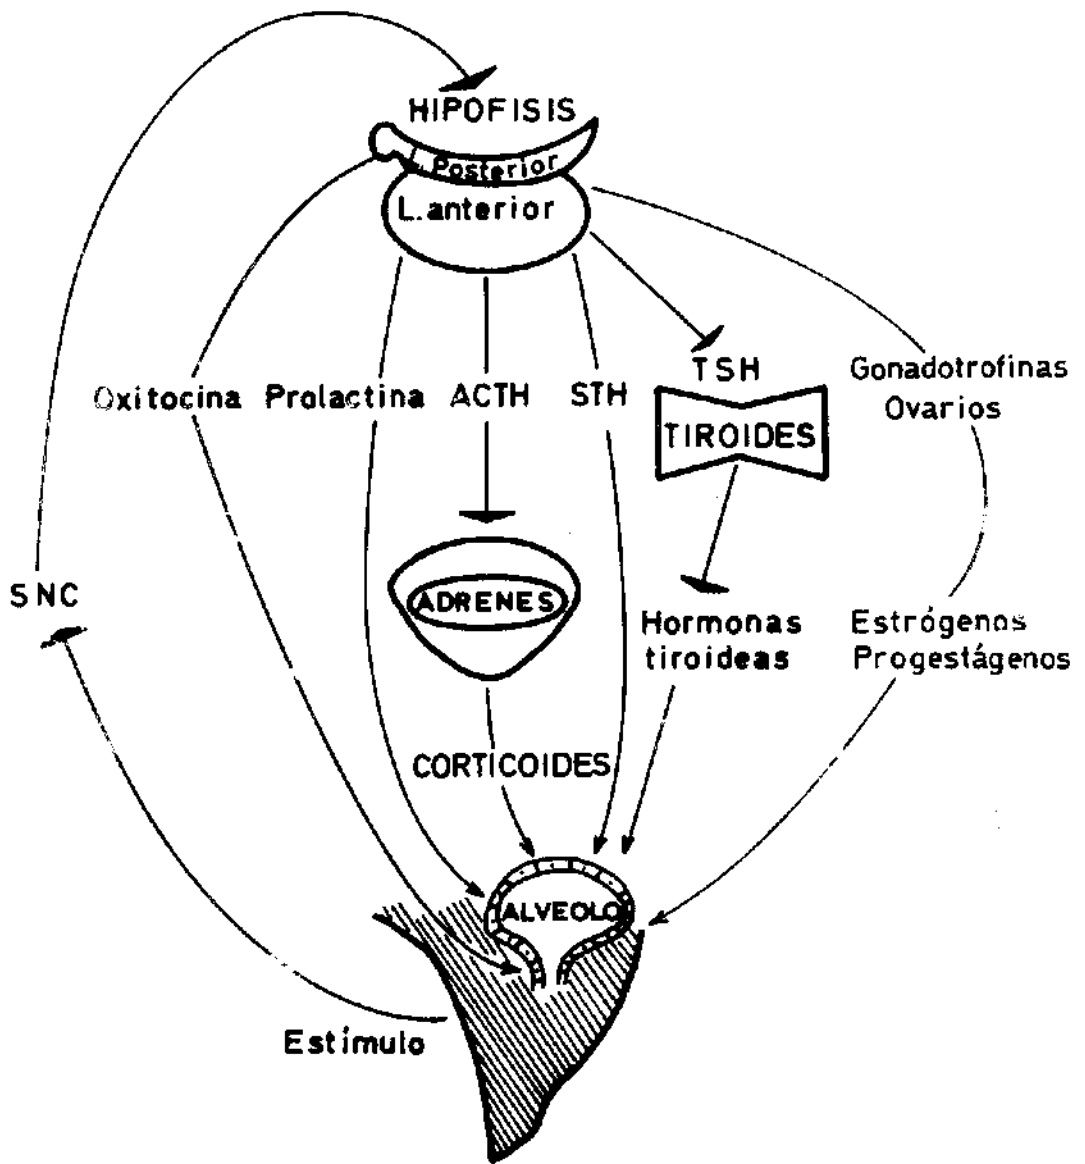 HIPOFISIS
Posterior
L. anterior
Oxitocina
Prolactina
ACTH
STH
TSH
TIROIDES
Gonadotrofinas
Ovarios
SNC
ADRENES
Hormonas
tiroideas
Estrógenos
Progestágenos
CORTICOIDES
ALVEOLO
Estímulo